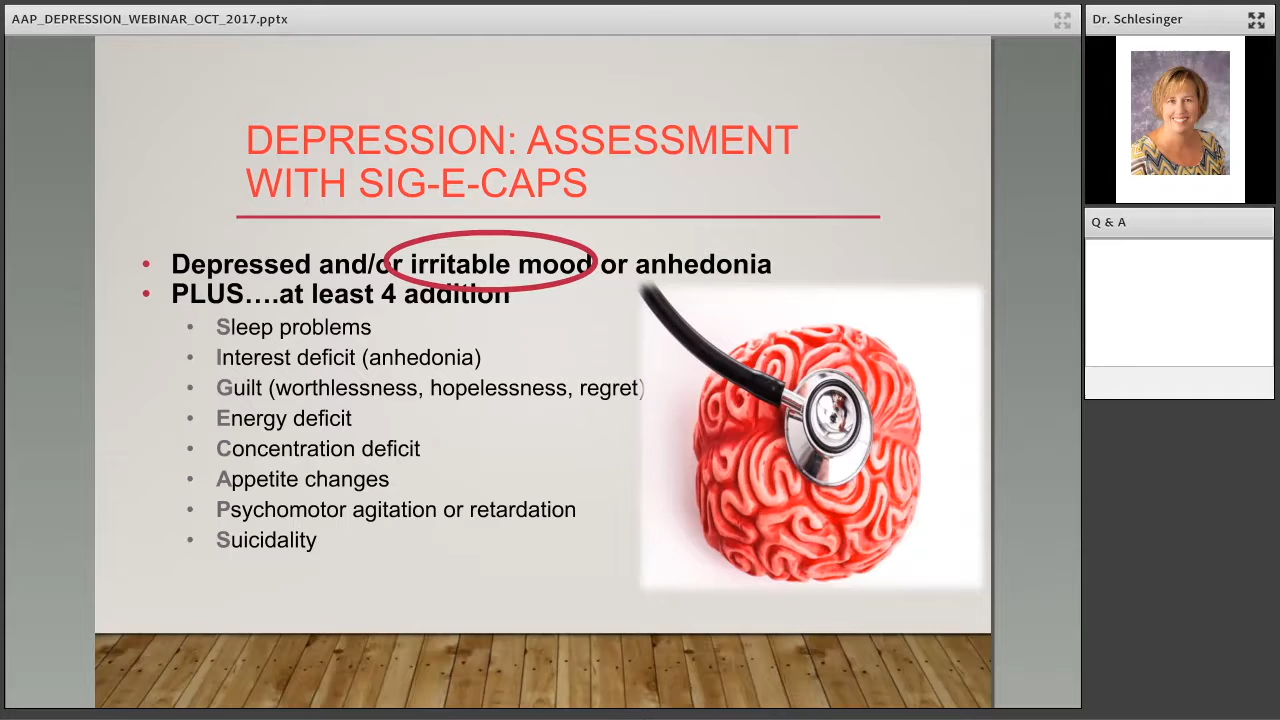 AAP_DEPRESSION_WEBINAR_OCT_2017.pptx
DEPRESSION: ASSESSMENT
WITH SIG-E-CAPS
• Depressed and/or irritable mood or anhedonia
• PLUS....at least 4 addition
• Sleep problems
• Interest deficit (anhedonia)
• Guilt (worthlessness, hopelessness, regret)
• Energy deficit
• Concentration deficit
• Appetite changes
• Psychomotor agitation or retardation
• Suicidality
Dr. Schlesinger
Q & A